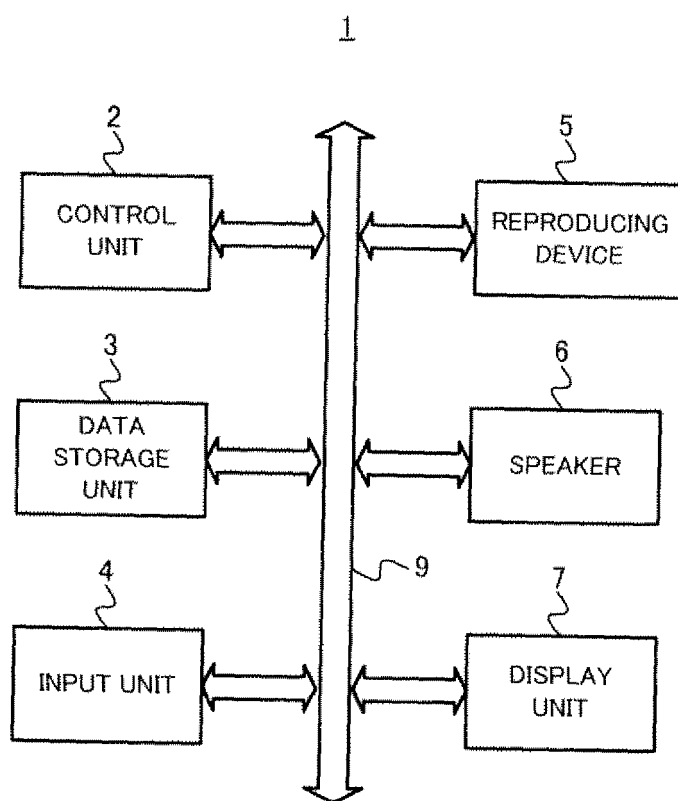 1
2
CONTROL
UNIT
5
REPRODUCING
DEVICE
3
DATA
STORAGE
UNIT
6
SPEAKER
4
INPUT UNIT
9
7
DISPLAY
UNIT